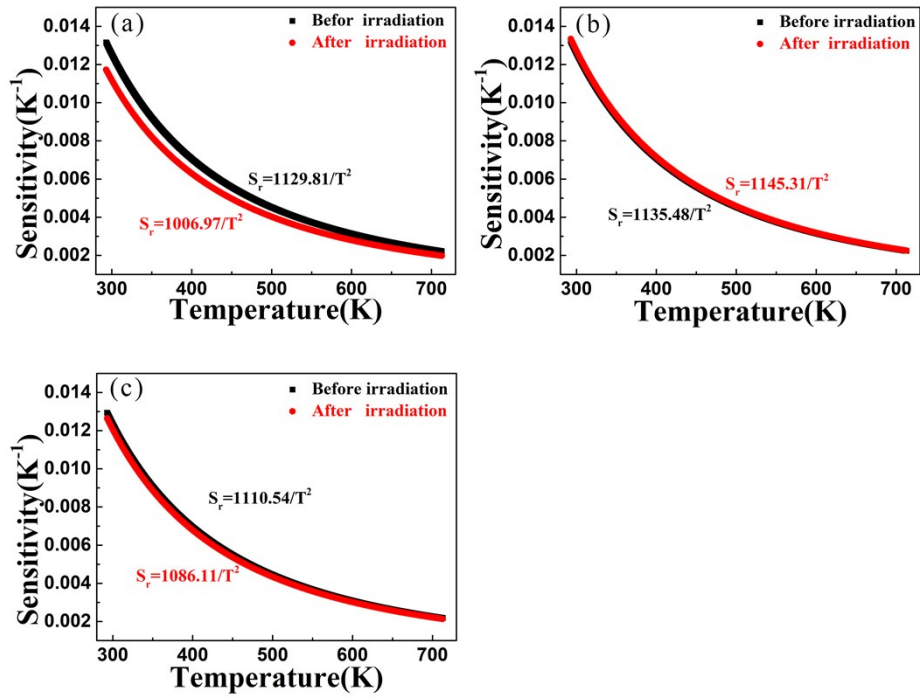 (a)
Befor irradiation
After irradiation
0.014
0.012
0.010
0.008
0.006
0.004
0.002
Sensitivity(K⁻¹)
Sᵣ=1129.81/T²
Sᵣ=1006.97/T²
300 400 500 600 700
Temperature(K)
(b)
Before irradiation
After irradiation
0.014
0.012
0.010
0.008
0.006
0.004
0.002
Sensitivity(K⁻¹)
Sᵣ=1145.31/T²
Sᵣ=1135.48/T²
300 400 500 600 700
Temperature(K)
(c)
Before irradiation
After irradiation
0.014
0.012
0.010
0.008
0.006
0.004
0.002
Sensitivity(K⁻¹)
Sᵣ=1110.54/T²
Sᵣ=1086.11/T²
300 400 500 600 700
Temperature(K)